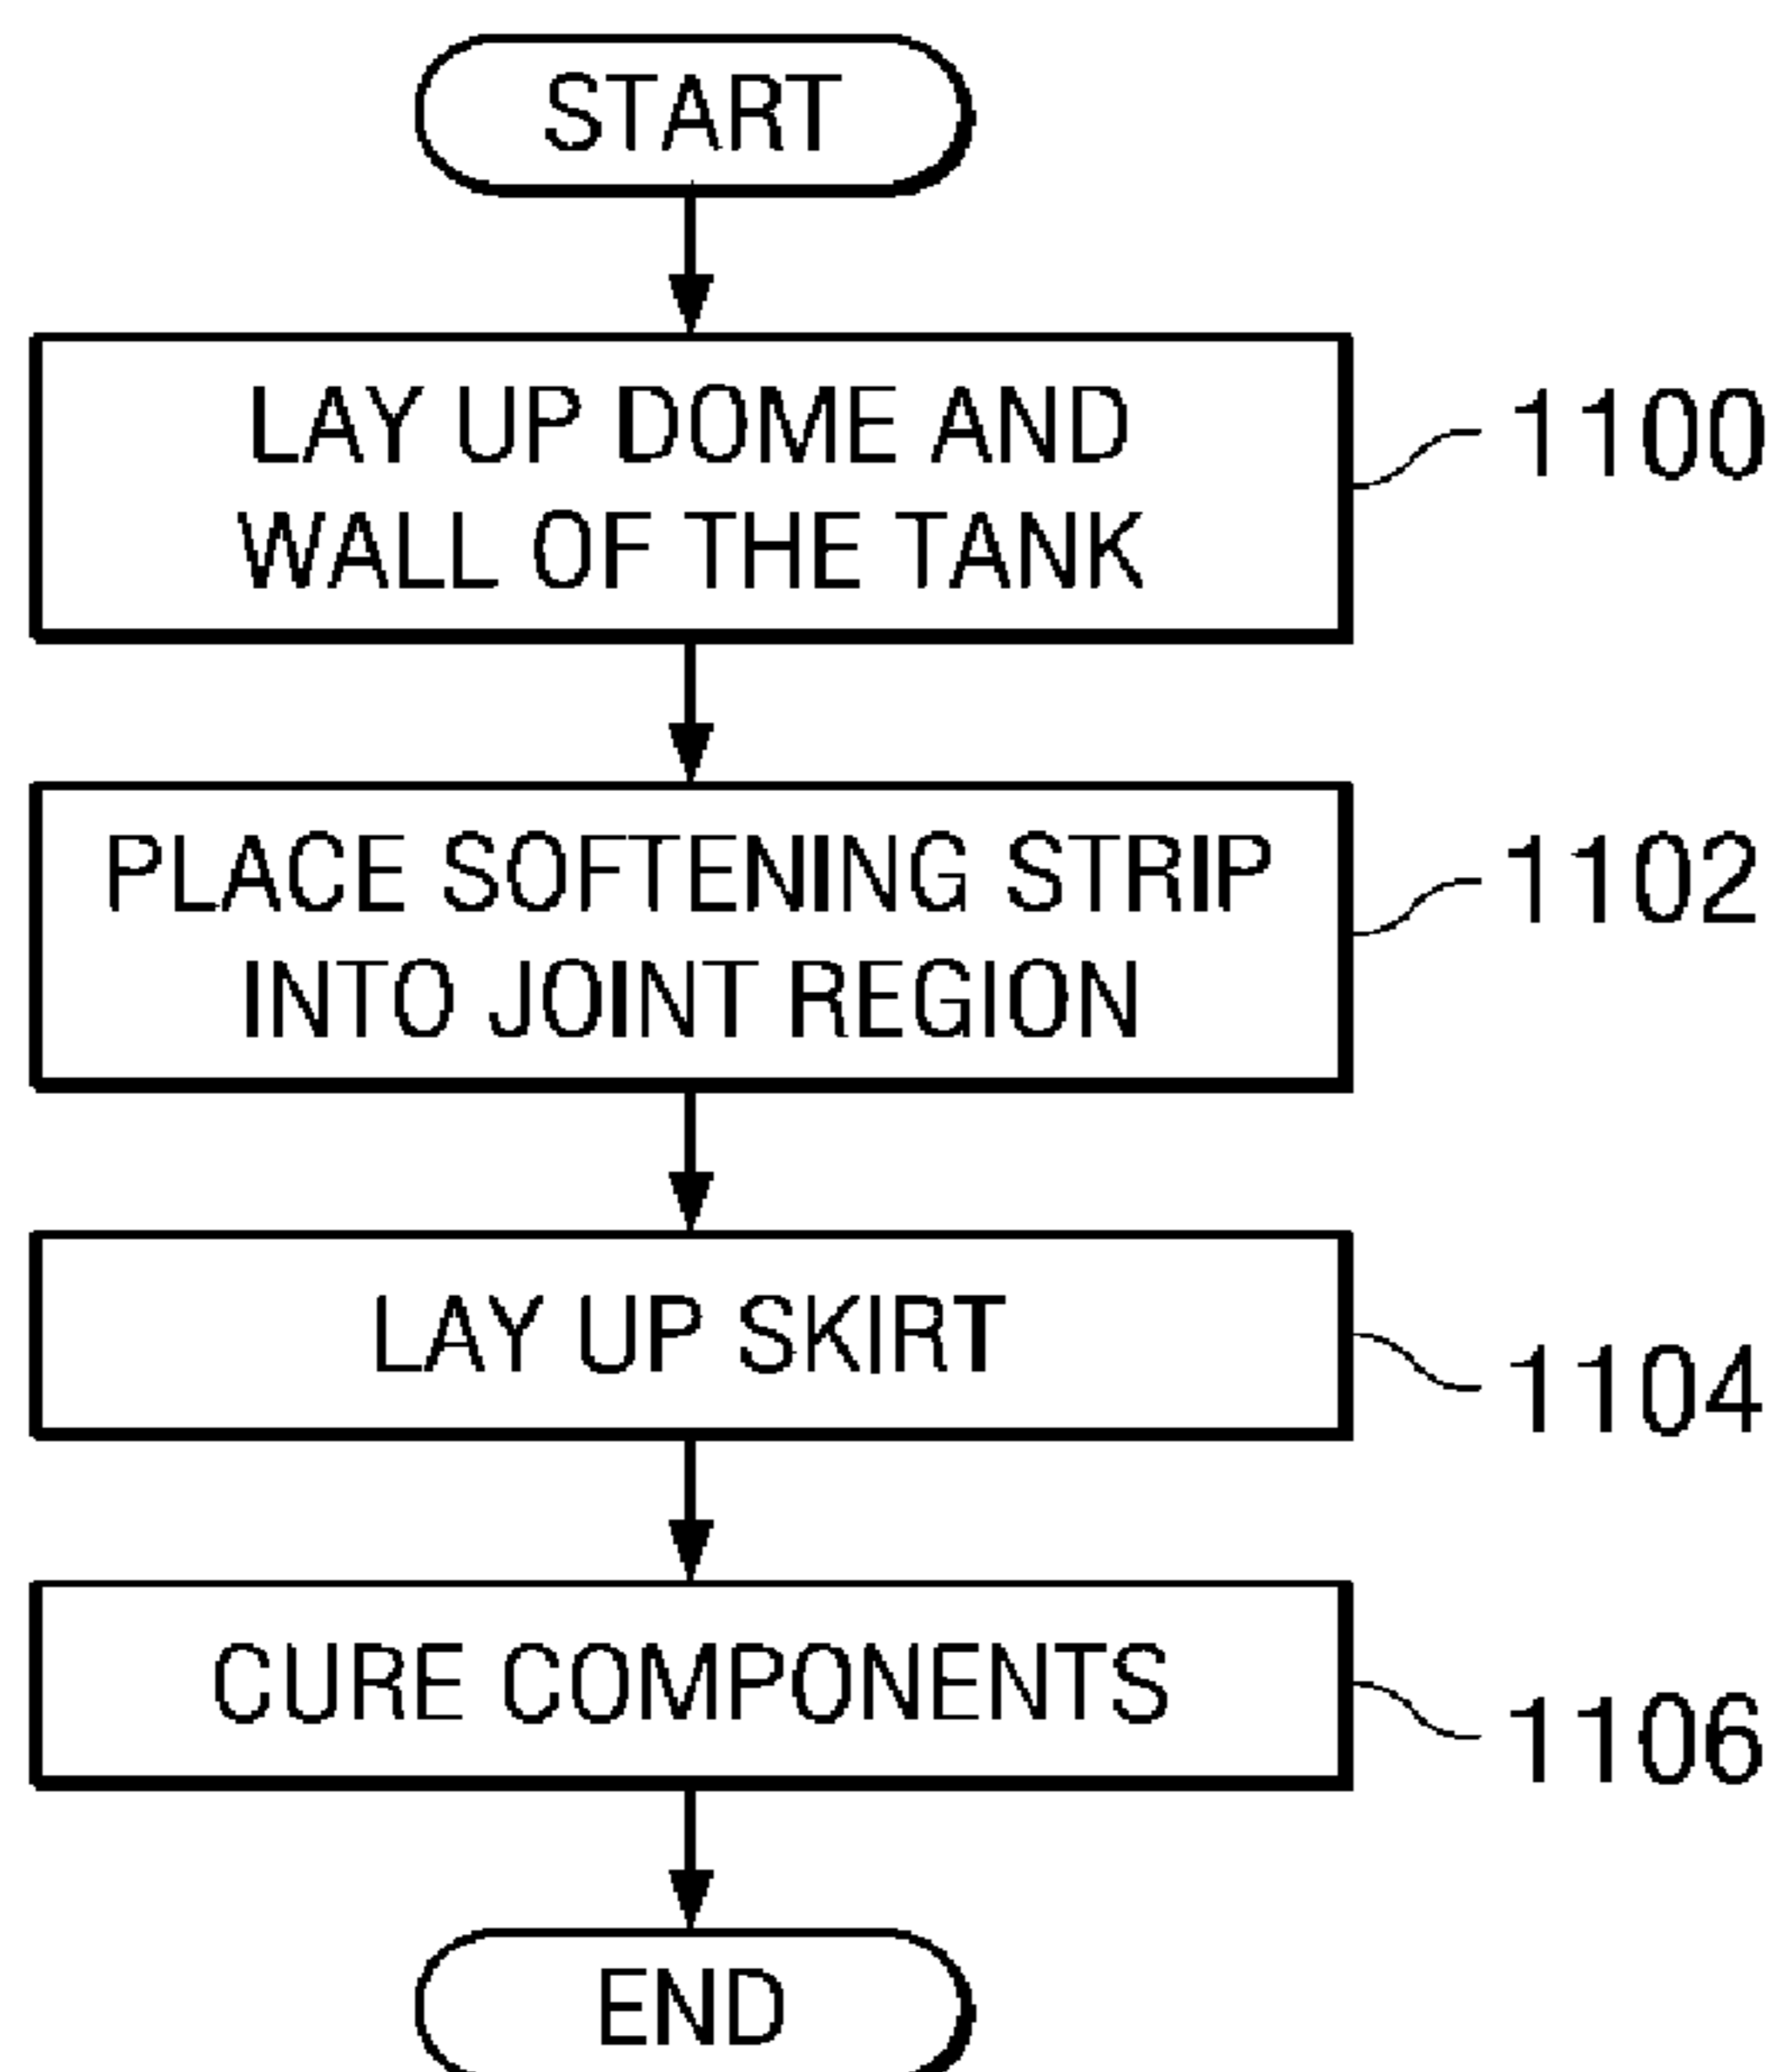 START
LAY UP DOME AND
WALL OF THE TANK
1100
PLACE SOFTENING STRIP
INTO JOINT REGION
1102
LAY UP SKIRT
1104
CURE COMPONENTS
1106
END